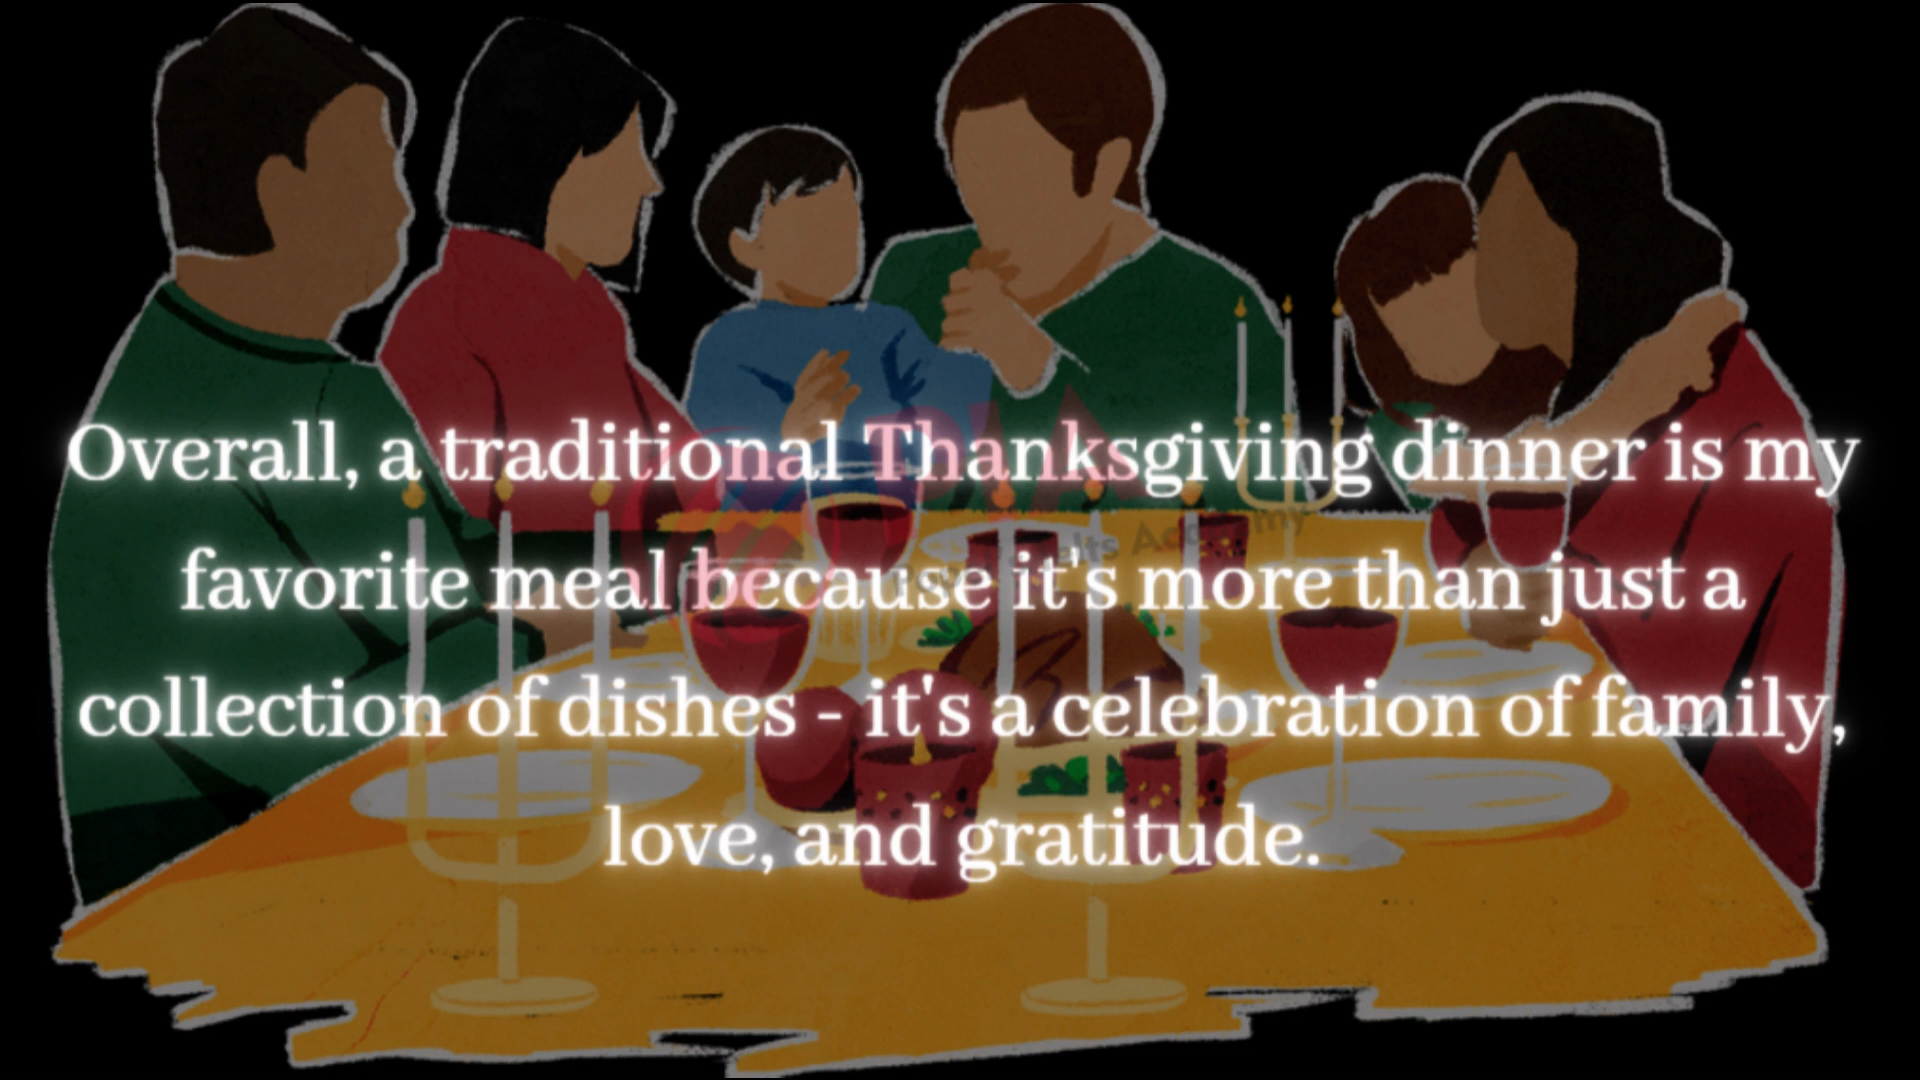 Overall, a traditional Thanksgiving dinner is my
favorite meal because it's more than just a
collection of dishes - it's a celebration of family,
love, and gratitude.